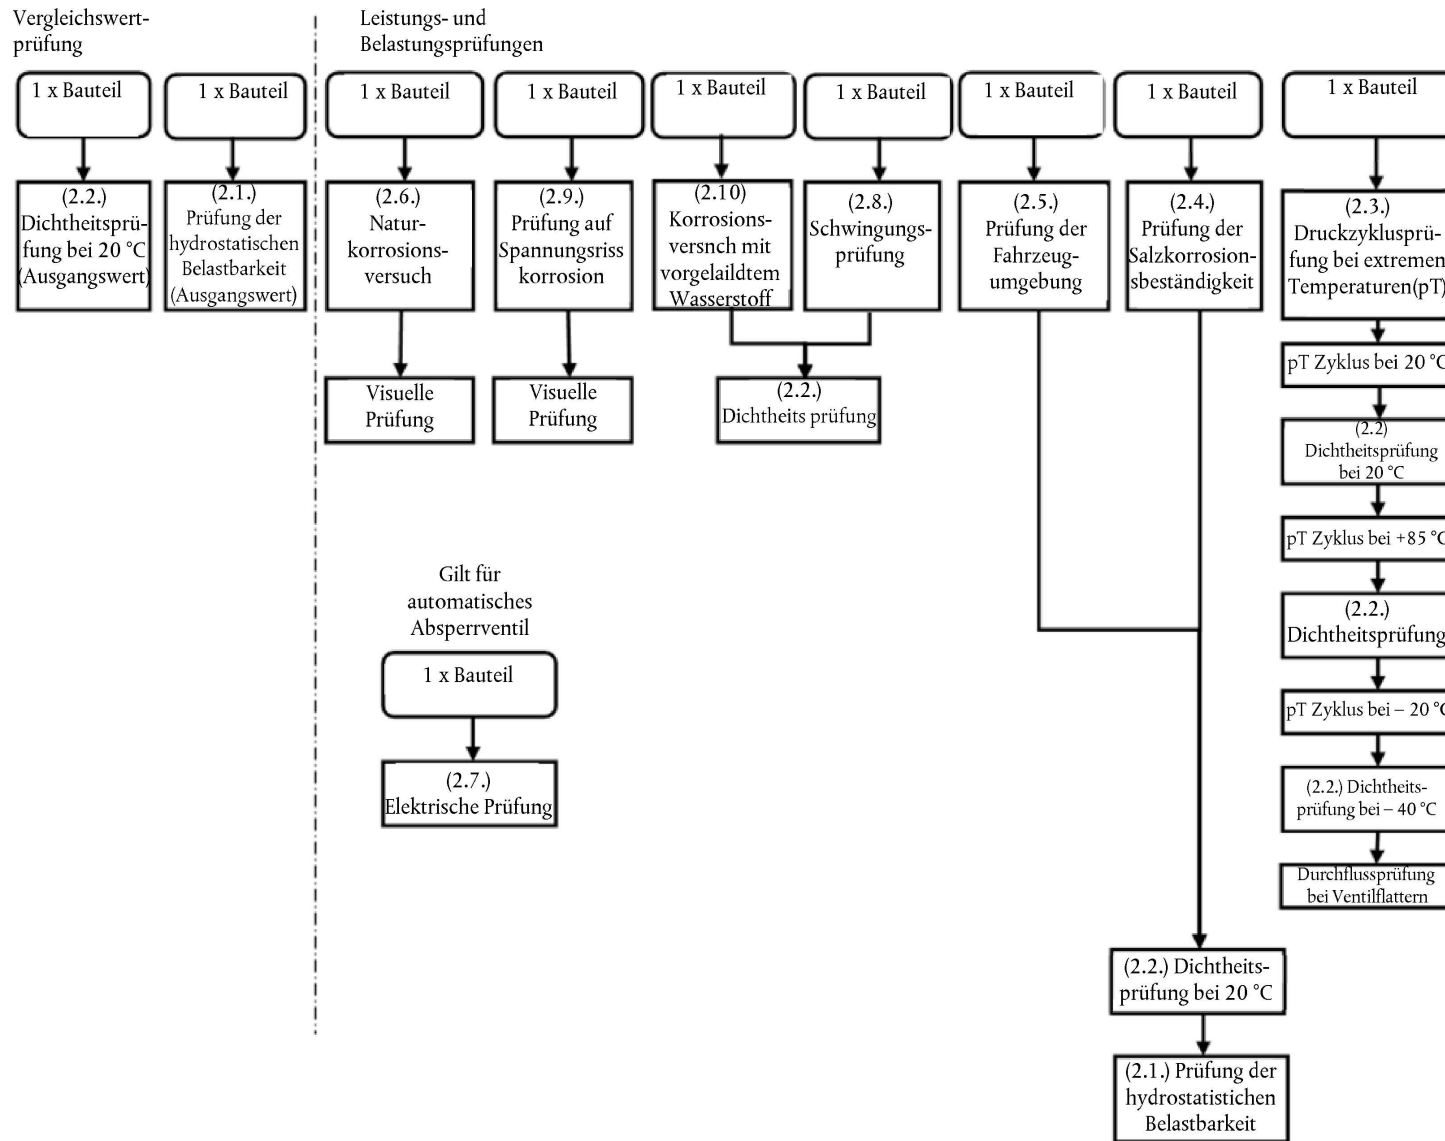 Vergleichswert-
prüfung
Leistungs- und
Belastungsprüfungen
1 x Bauteil
1 x Bauteil
1 x Bauteil
1 x Bauteil
1 x Bauteil
1 x Bauteil
1 x Bauteil
1 x Bauteil
1 x Bauteil
(2.2.)
Dichtheitsprü-
fung bei 20 °C
(Ausgangswert)
(2.1.)
Prüfung der
hydrostatischen
Belastbarkeit
(Ausgangswert)
(2.6.)
Natur-
korrosions-
versuch
(2.9.)
Prüfung auf
Spannungsriss
korrosion
(2.10)
Korrosions-
versnch mit
vorgelaildtem
Wasserstoff
(2.8.)
Schwingungs-
prüfung
(2.5.)
Prüfung der
Fahrzeug-
umgebung
(2.4.)
Prüfung der
Salzkorrosion-
sbeständigkeit
(2.3.)
Druckzyklusprü-
fung bei extremen
Temperaturen(pT)
Visuelle
Prüfung
Visuelle
Prüfung
(2.2.)
Dichtheits prüfung
pT Zyklus bei 20 °C
(2.2)
Dichtheitsprüfung
bei 20 °C
pT Zyklus bei +85 °C
(2.2.)
Dichtheitsprüfung
pT Zyklus bei – 20 °C
(2.2.) Dichtheits-
prüfung bei – 40 °C
Durchflussprüfung
bei Ventilflattern
Gilt für
automatisches
Absperrventil
1 x Bauteil
(2.7.)
Elektrische Prüfung
(2.2.) Dichtheits-
prüfung bei 20 °C
(2.1.) Prüfung der
hydrostatistichen
Belastbarkeit